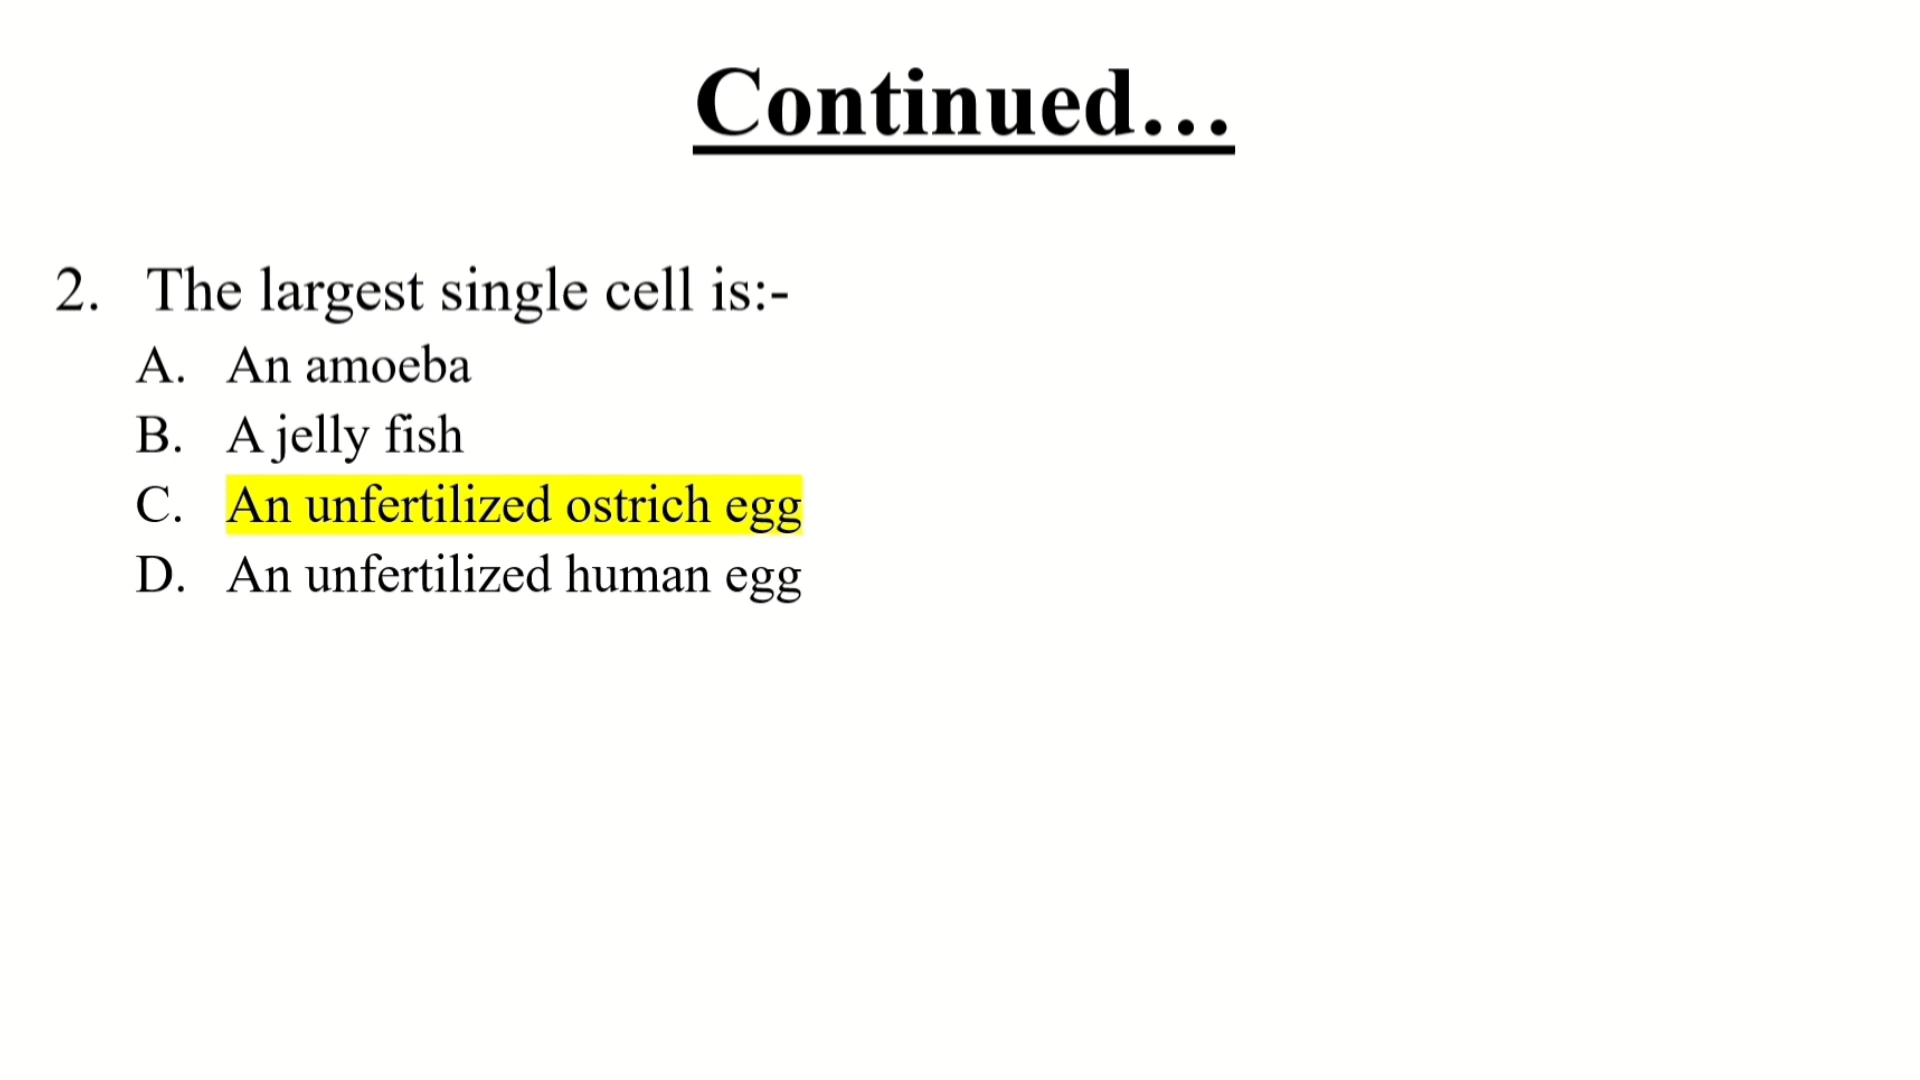 Continued…
2. The largest single cell is:-
A. An amoeba
B. A jelly fish
C. An unfertilized ostrich egg
D. An unfertilized human egg